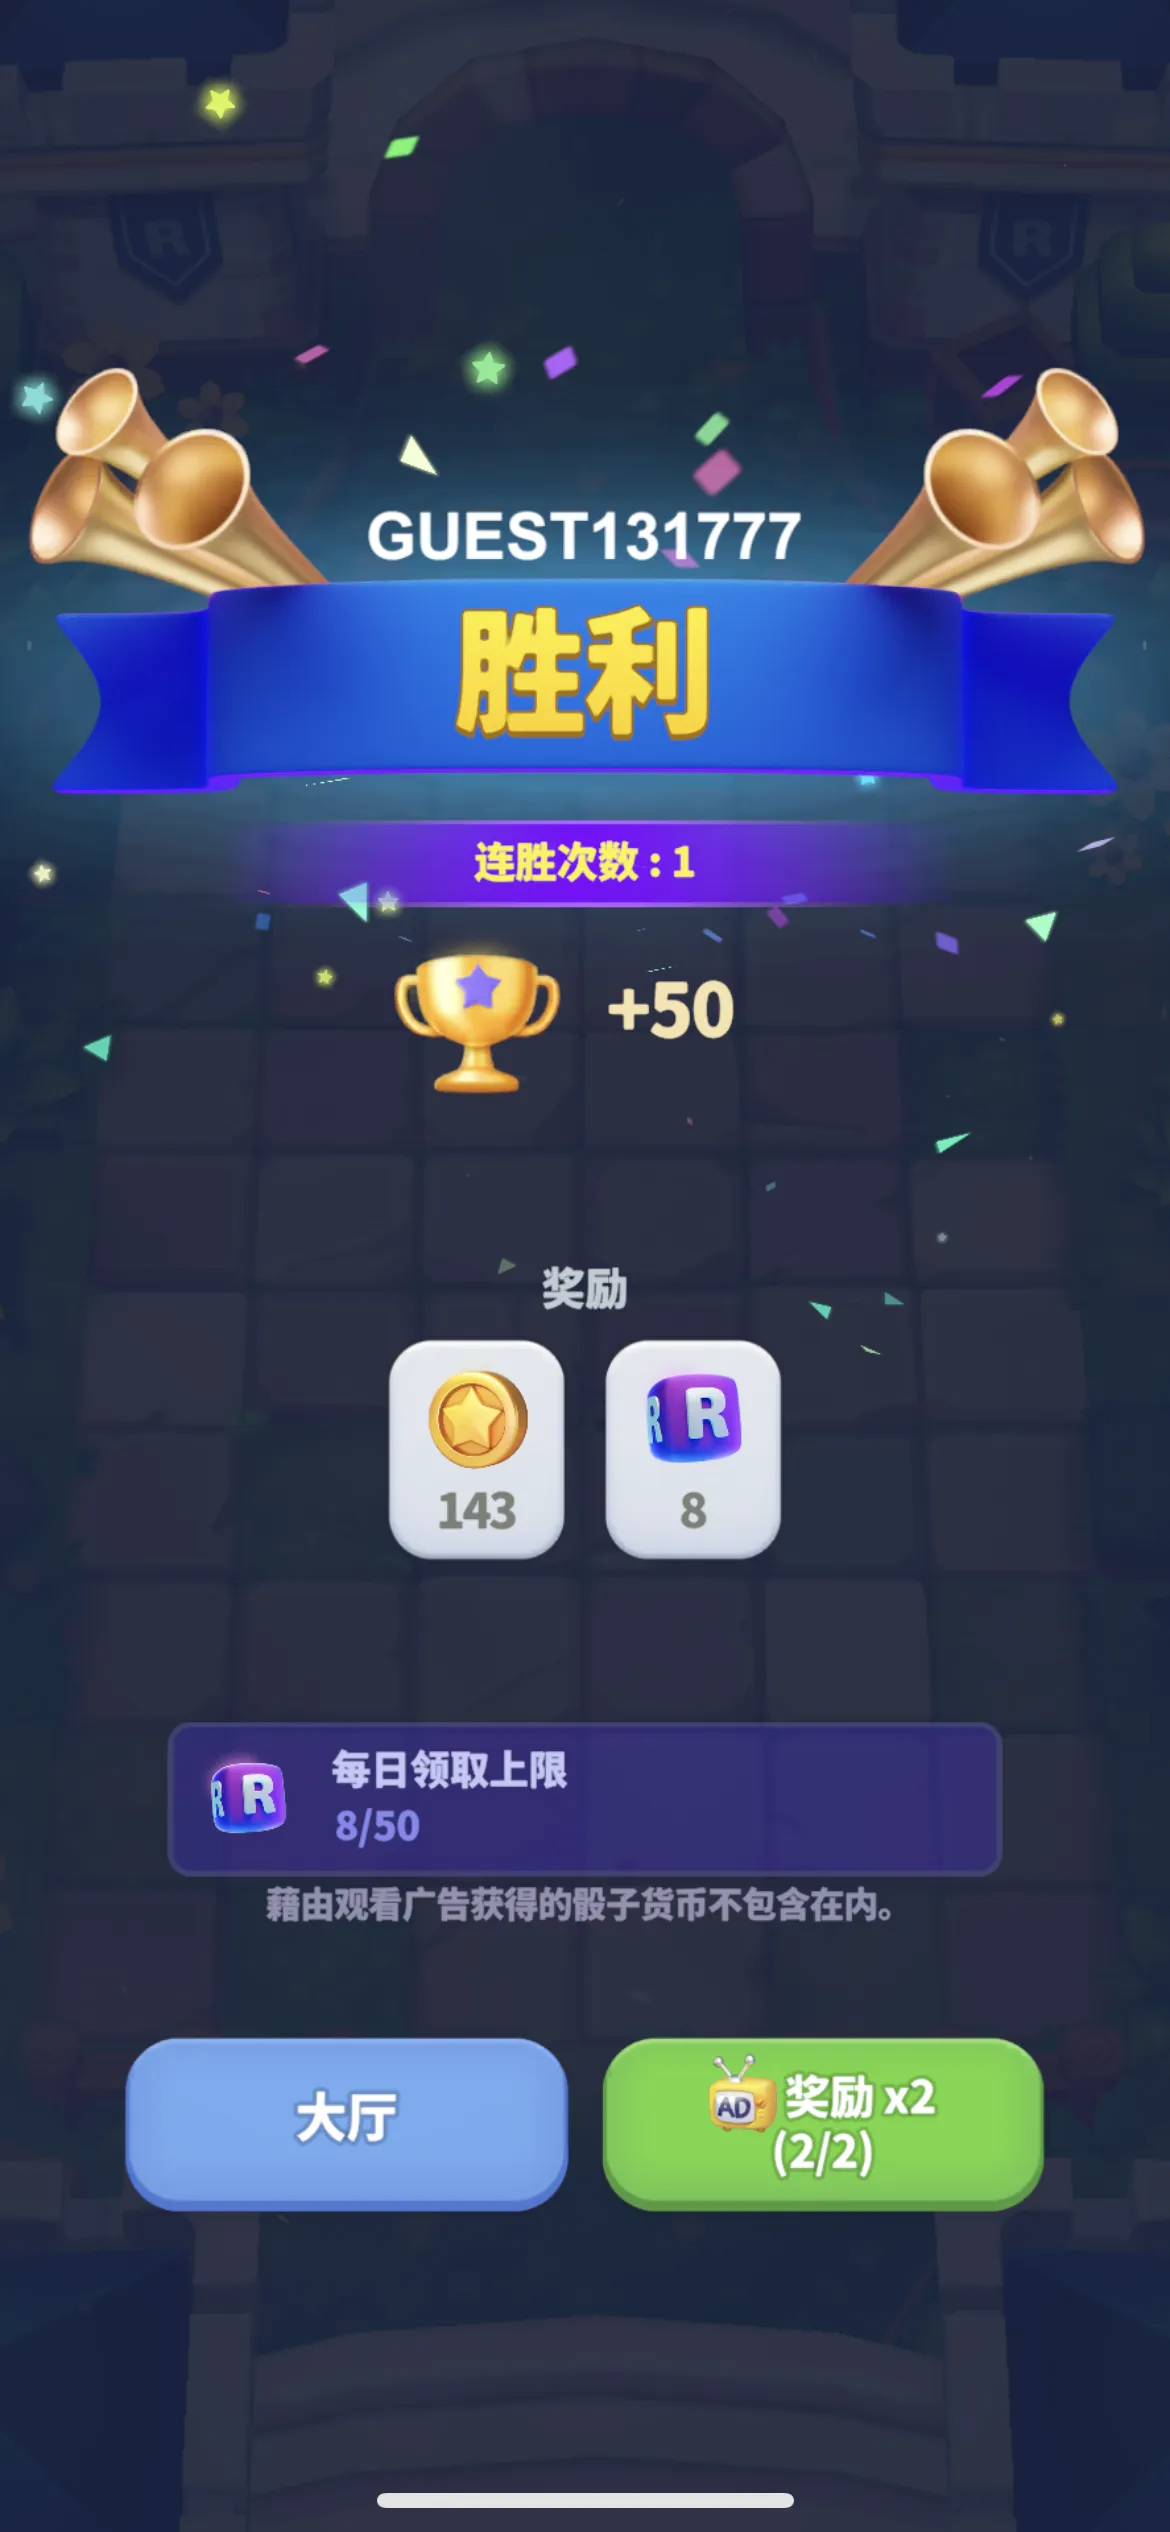 R
R
GUEST131777
胜利
连胜次数 : 1
+50
奖励
R R
143
8
R R
每日领取上限
8/50
藉由观看广告获得的骰子货币不包含在内。
大厅
AD 奖励 x2
(2/2)